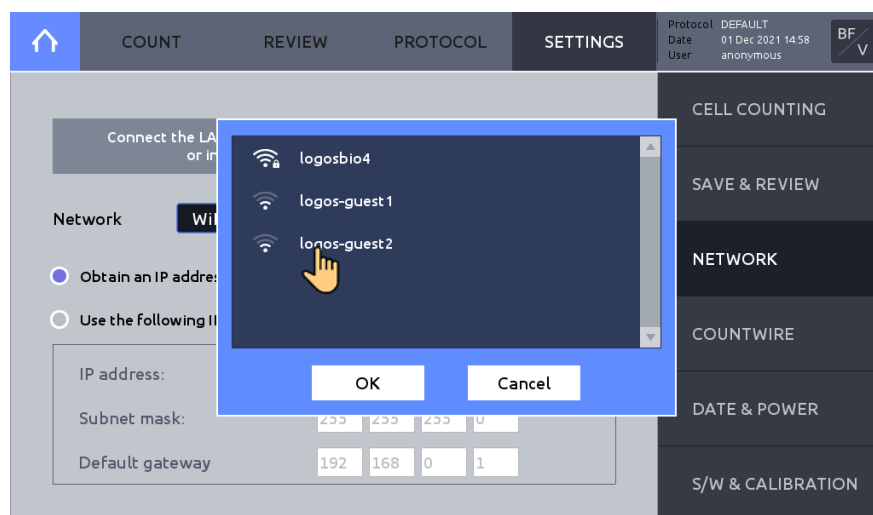 COUNT REVIEW PROTOCOL SETTINGS
Protocol DEFAULT
Date 01 Dec 2021 14:58
User anonymous
BF/V
CELL COUNTING
SAVE & REVIEW
NETWORK
COUNTWIRE
DATE & POWER
S/W & CALIBRATION
Connect the LA
or in
Network
Obtain an IP addre
Use the following I
IP address:
Subnet mask: 255 255 255 0
Default gateway 192 168 0 1
logosbio4
logos-guest1
logos-guest2
OK Cancel